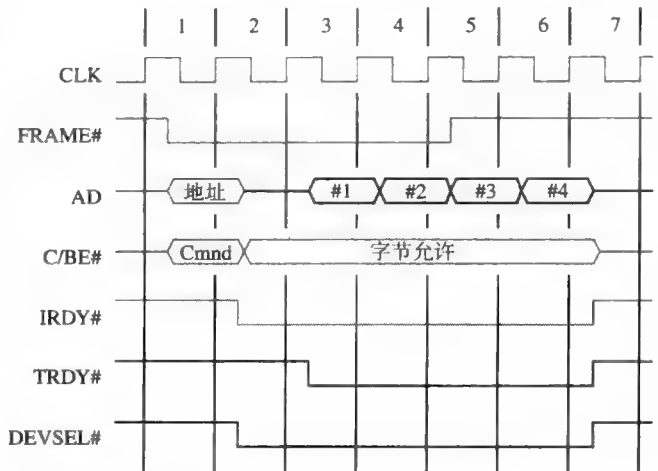 1 2 3 4 5 6 7
CLK
FRAME#
AD 地址 #1 #2 #3 #4
C/BE# Cmnd 字节允许
IRDY#
TRDY#
DEVSEL#